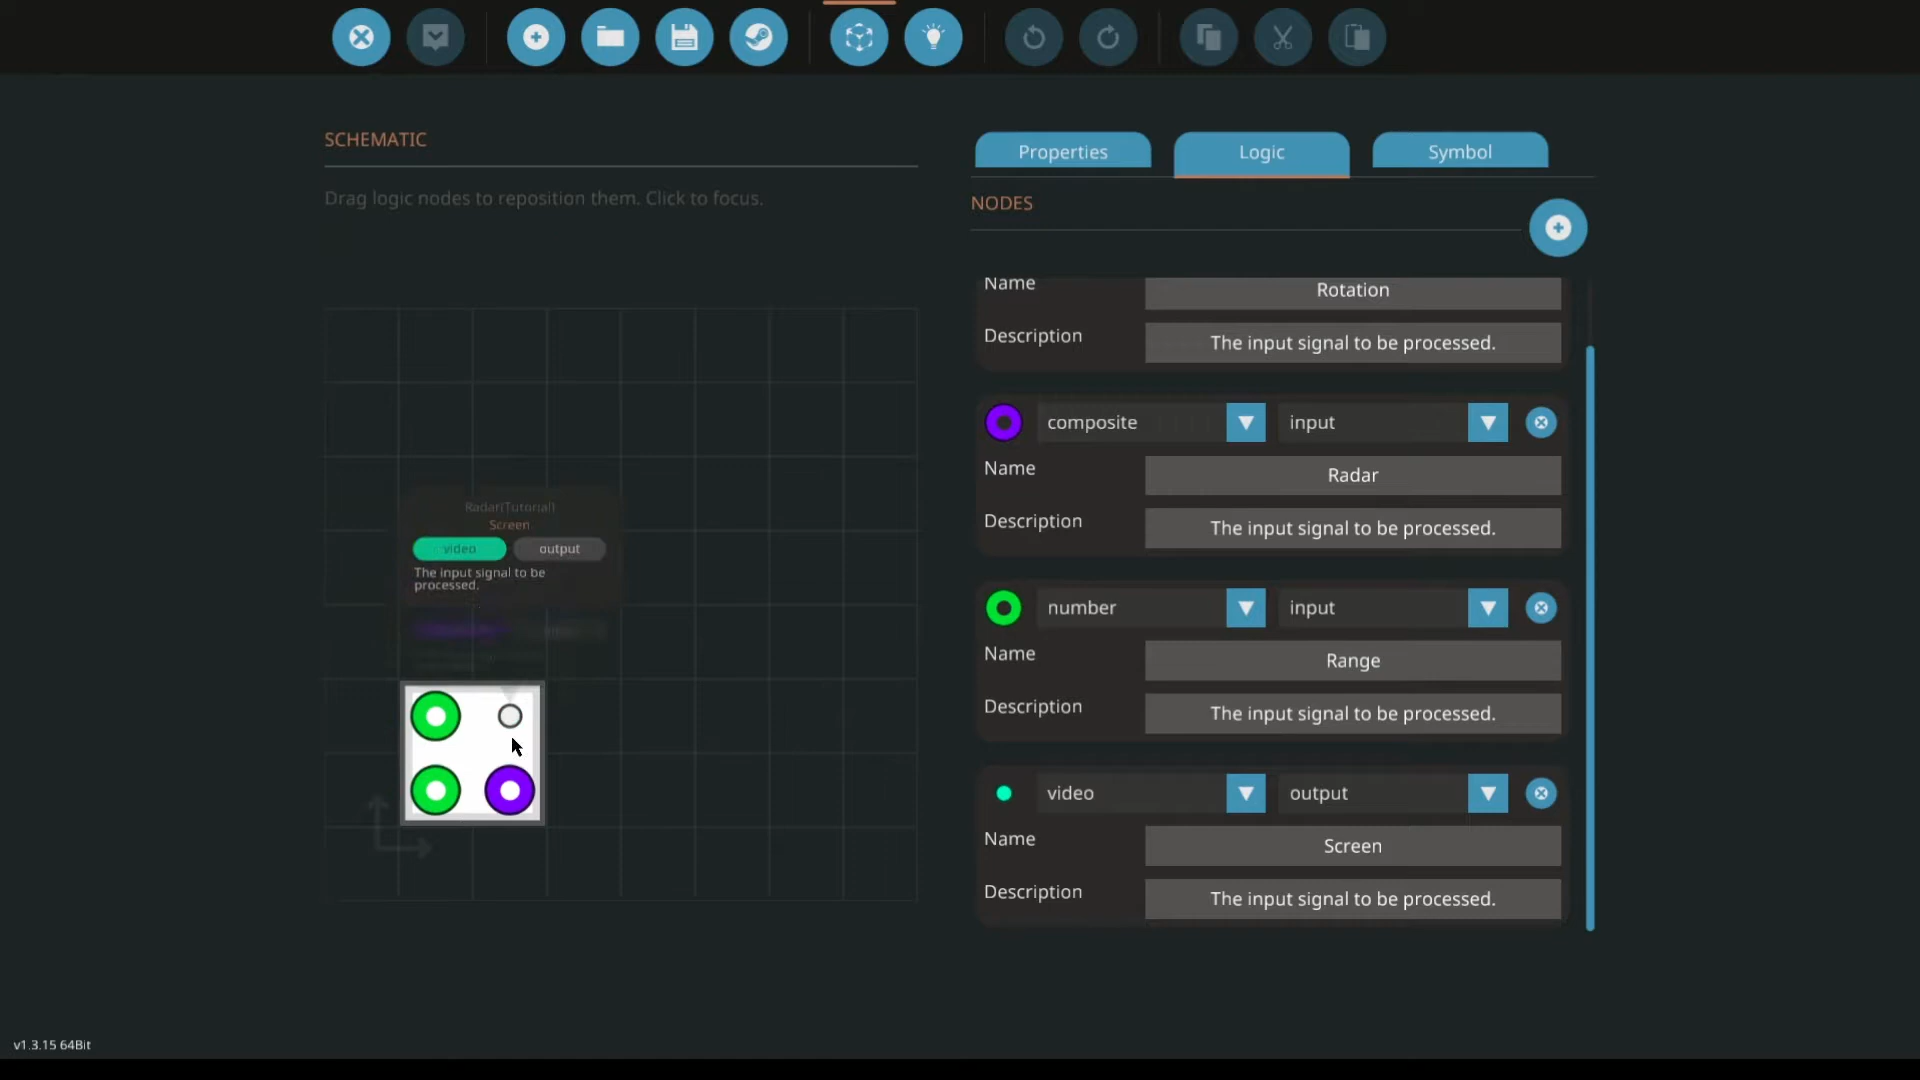 SCHEMATIC
Drag logic nodes to reposition them. Click to focus.
Radar(Tutorial)
Screen
video
output
The input signal to be
processed.
Properties
Logic
Symbol
NODES
Name
Rotation
Description
The input signal to be processed.
composite
input
Name
Radar
Description
The input signal to be processed.
number
input
Name
Range
Description
The input signal to be processed.
video
output
Name
Screen
Description
The input signal to be processed.
v1.3.15 64Bit